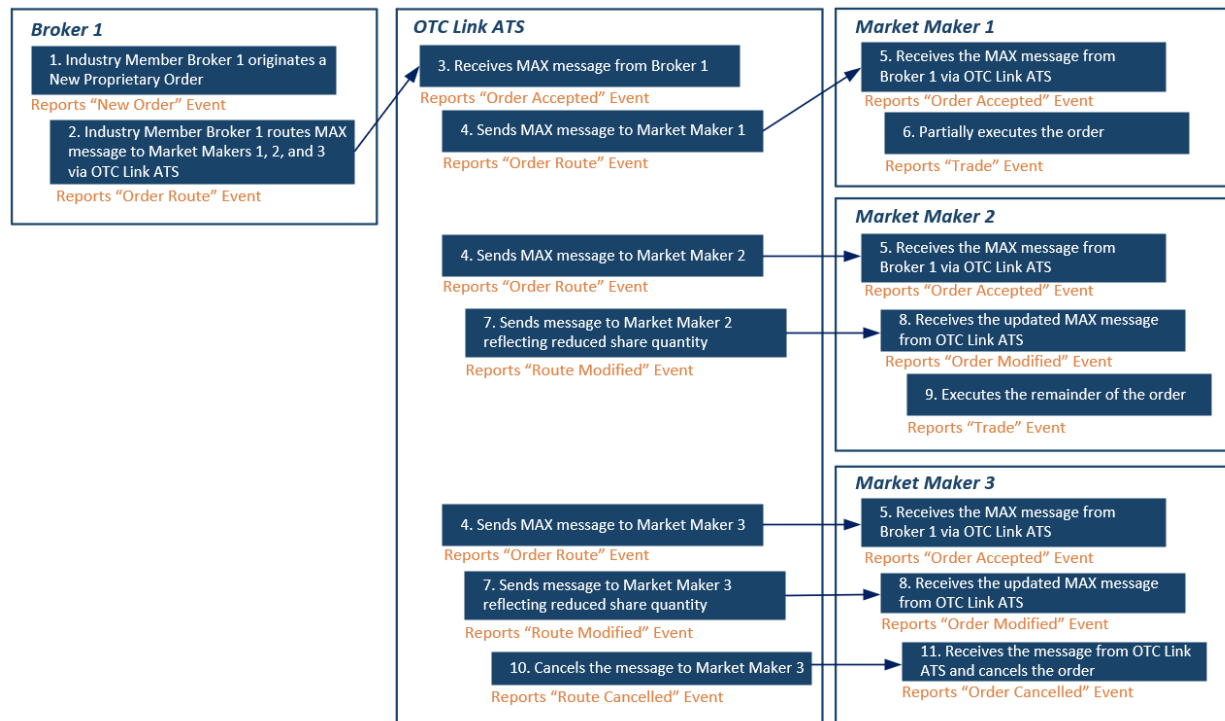 Broker 1
1. Industry Member Broker 1 originates a
New Proprietary Order
Reports “New Order” Event
2. Industry Member Broker 1 routes MAX
message to Market Makers 1, 2, and 3
via OTC Link ATS
Reports “Order Route” Event
OTC Link ATS
3. Receives MAX message from Broker 1
Reports “Order Accepted” Event
4. Sends MAX message to Market Maker 1
Reports “Order Route” Event
4. Sends MAX message to Market Maker 2
Reports “Order Route” Event
7. Sends message to Market Maker 2
reflecting reduced share quantity
Reports “Route Modified” Event
4. Sends MAX message to Market Maker 3
Reports “Order Route” Event
7. Sends message to Market Maker 3
reflecting reduced share quantity
Reports “Route Modified” Event
10. Cancels the message to Market Maker 3
Reports “Route Cancelled” Event
Market Maker 1
5. Receives the MAX message from
Broker 1 via OTC Link ATS
Reports “Order Accepted” Event
6. Partially executes the order
Reports “Trade” Event
Market Maker 2
5. Receives the MAX message from
Broker 1 via OTC Link ATS
Reports “Order Accepted” Event
8. Receives the updated MAX message
from OTC Link ATS
Reports “Order Modified” Event
9. Executes the remainder of the order
Reports “Trade” Event
Market Maker 3
5. Receives the MAX message from
Broker 1 via OTC Link ATS
Reports “Order Accepted” Event
8. Receives the updated MAX message
from OTC Link ATS
Reports “Order Modified” Event
11. Receives the message from OTC Link
ATS and cancels the order
Reports “Order Cancelled” Event